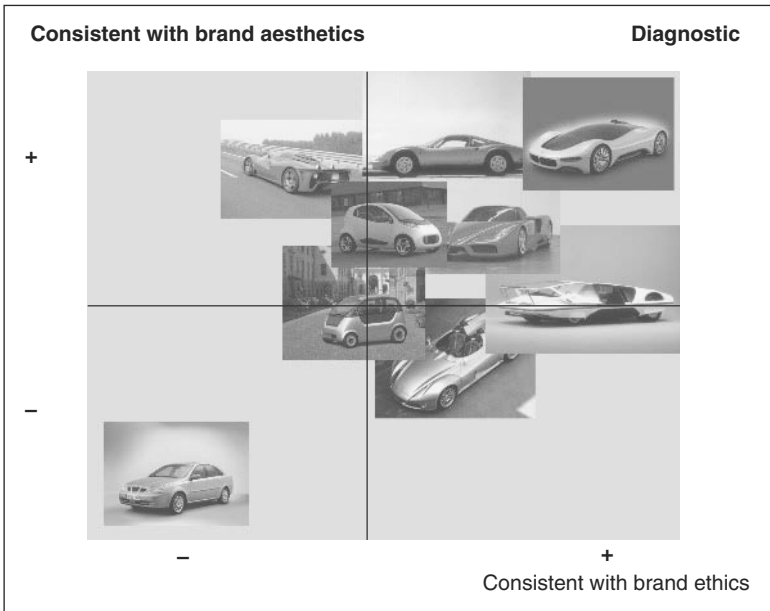 Consistent with brand aesthetics
Diagnostic
+
–
–
+
Consistent with brand ethics